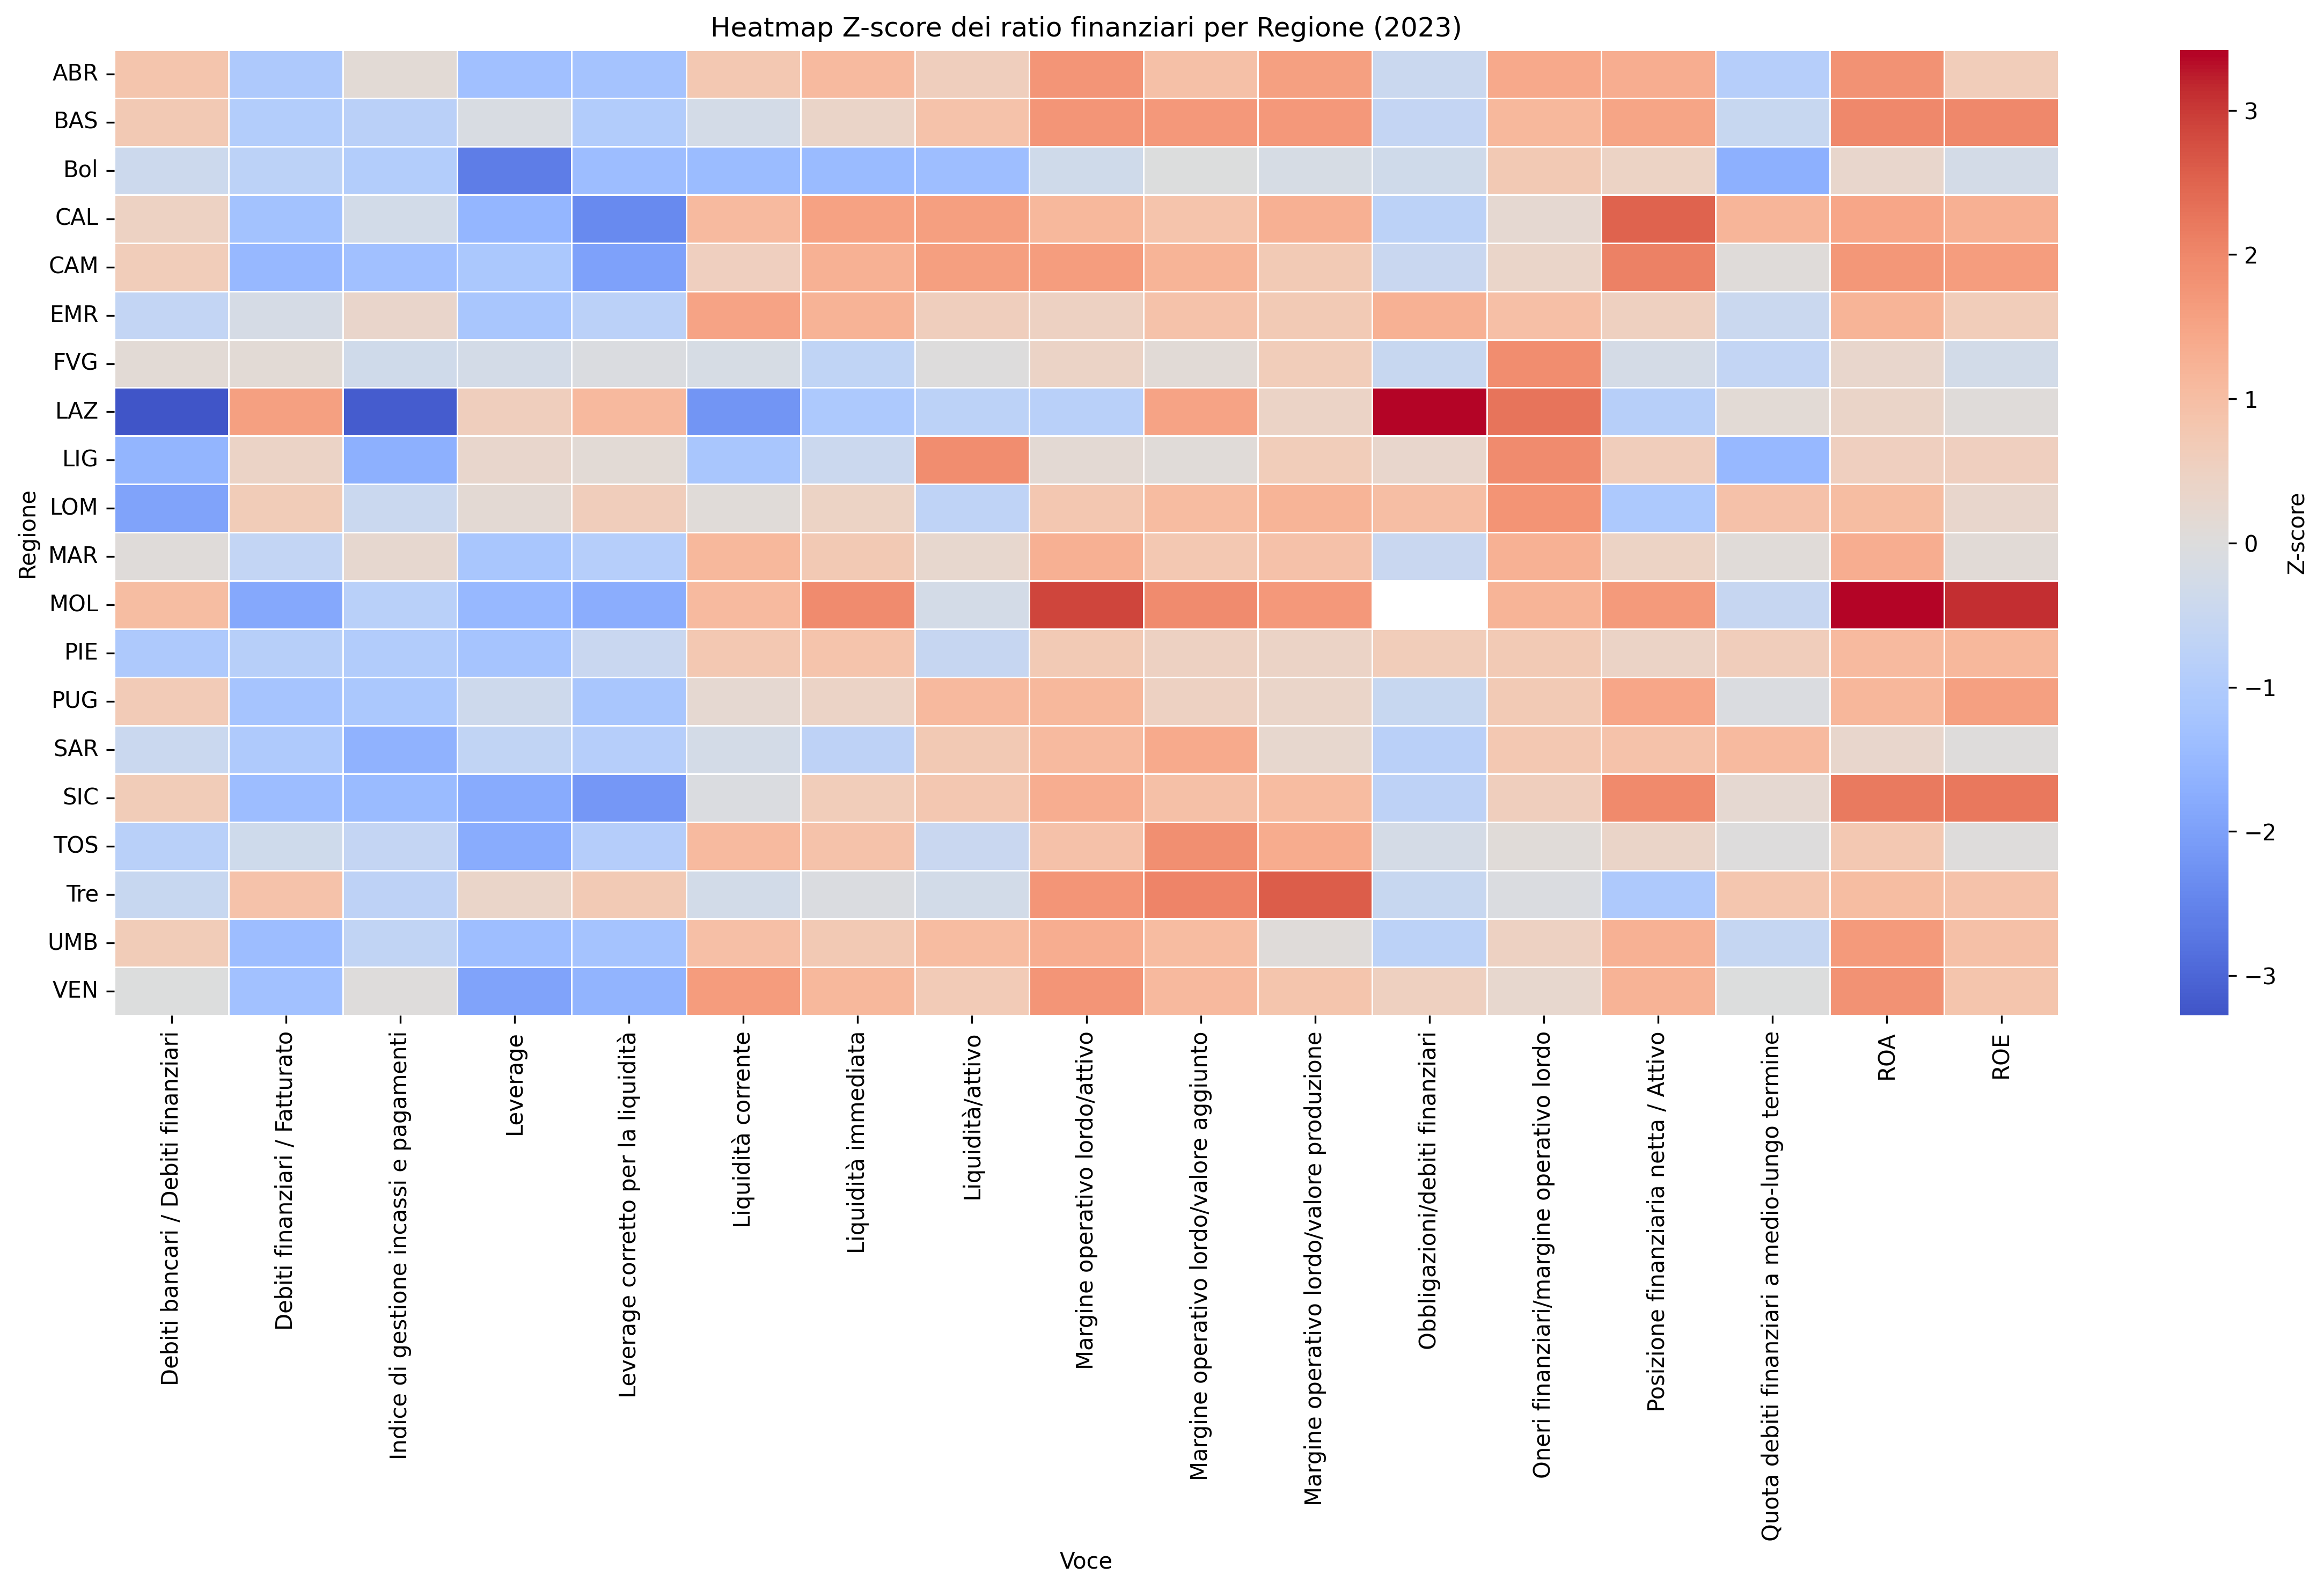 Heatmap Z-score dei ratio finanziari per Regione (2023)
Regione
ABR
BAS
Bol
CAL
CAM
EMR
FVG
LAZ
LIG
LOM
MAR
MOL
PIE
PUG
SAR
SIC
TOS
Tre
UMB
VEN
Debiti bancari / Debiti finanziari
Debiti finanziari / Fatturato
Indice di gestione incassi e pagamenti
Leverage
Leverage corretto per la liquidità
Liquidità corrente
Liquidità immediata
Liquidità/attivo
Margine operativo lordo/attivo
Margine operativo lordo/valore aggiunto
Margine operativo lordo/valore produzione
Obbligazioni/debiti finanziari
Oneri finanziari/margine operativo lordo
Posizione finanziaria netta / Attivo
Quota debiti finanziari a medio-lungo termine
ROA
ROE
Voce
3
2
1
0
−1
−2
−3
Z-score